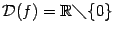 𝒟(f) = ℝ∖{0}